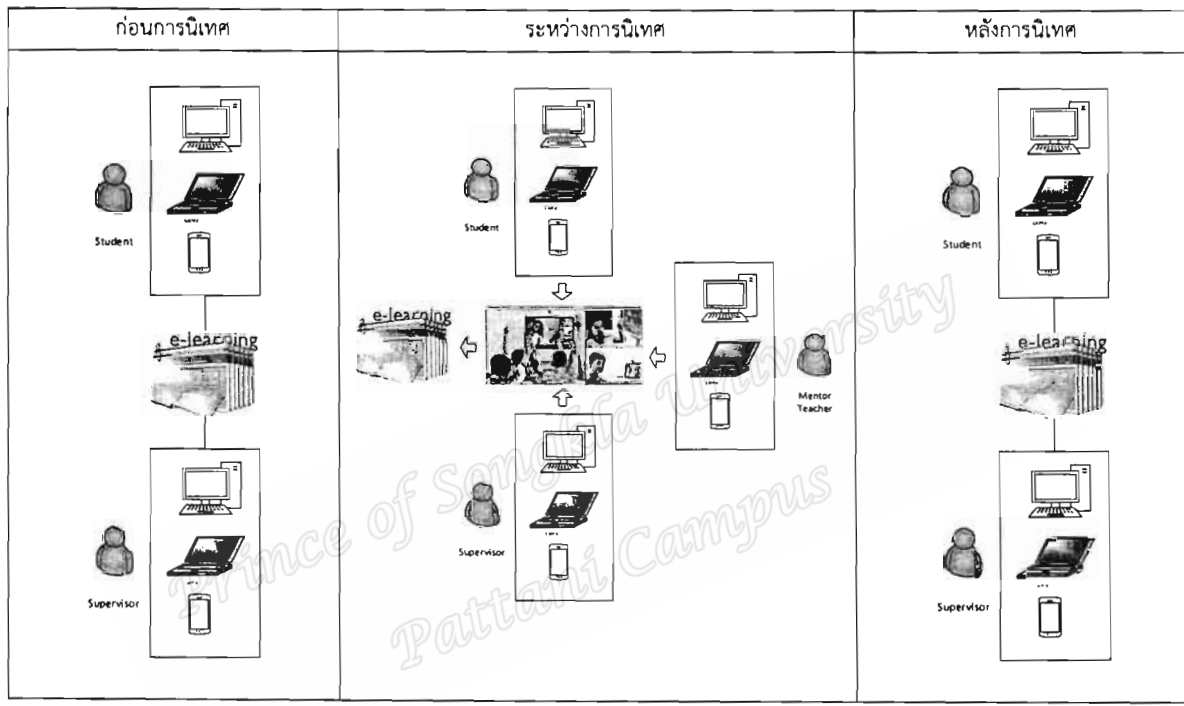 ก่อนการนิเทศ
ระหว่างการนิเทศ
หลังการนิเทศ
Student
e-learning
Supervisor
Student
e-learning
Mentor
Teacher
Supervisor
Student
e-learning
Supervisor
Prince of Songkla University
Pattani Campus